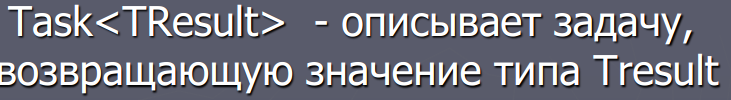 Task<TResult>  - описывает задачу,
возвращающую значение типа Tresult